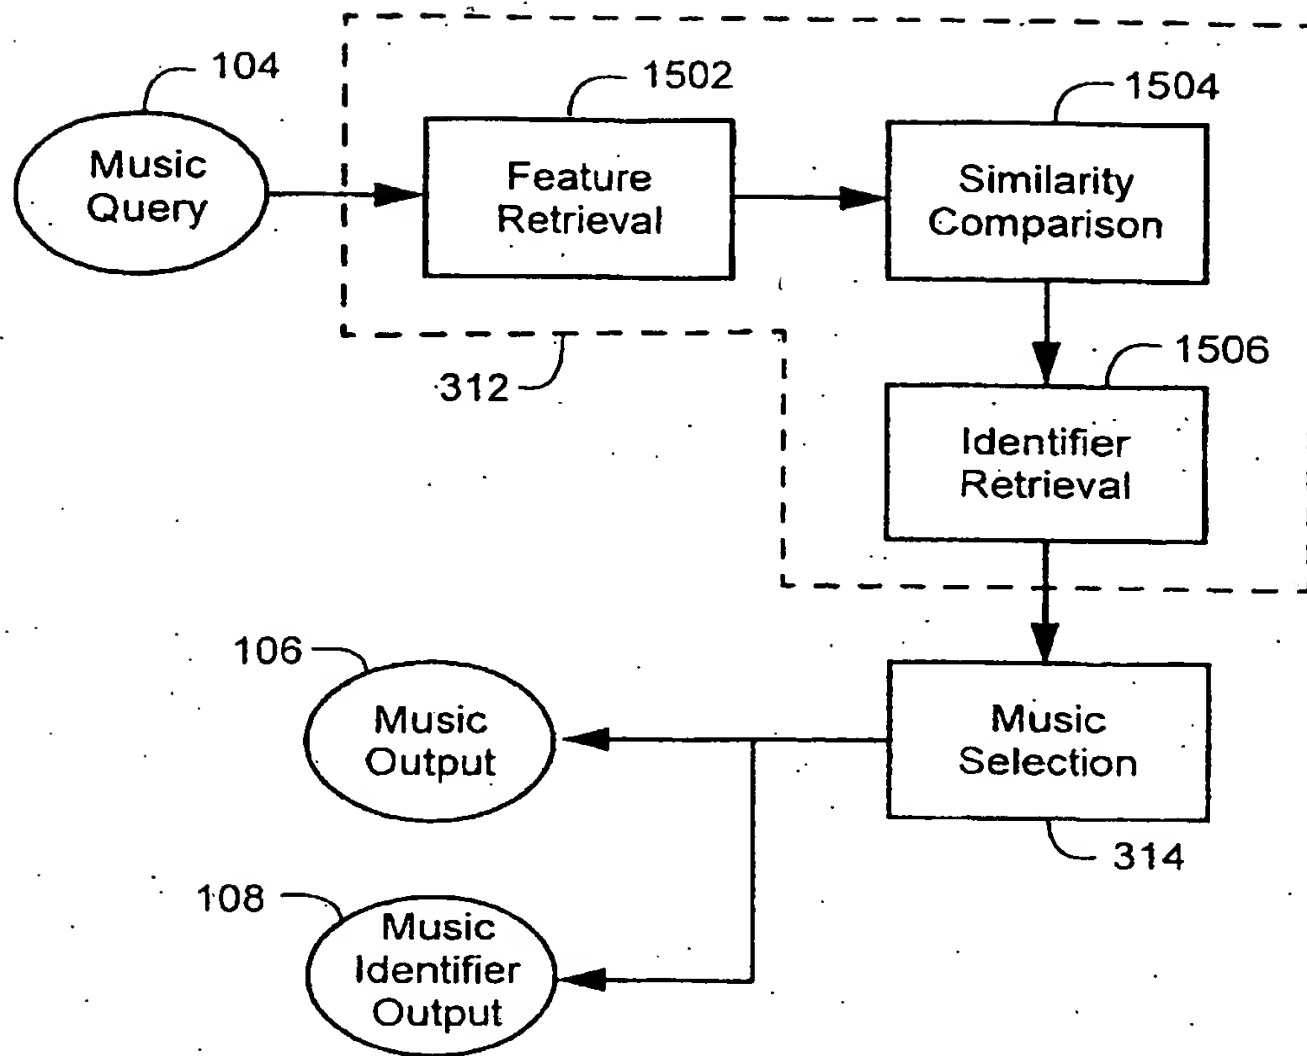 104
Music
Query
1502
Feature
Retrieval
1504
Similarity
Comparison
312
1506
Identifier
Retrieval
106
Music
Output
Music
Selection
314
108
Music
Identifier
Output